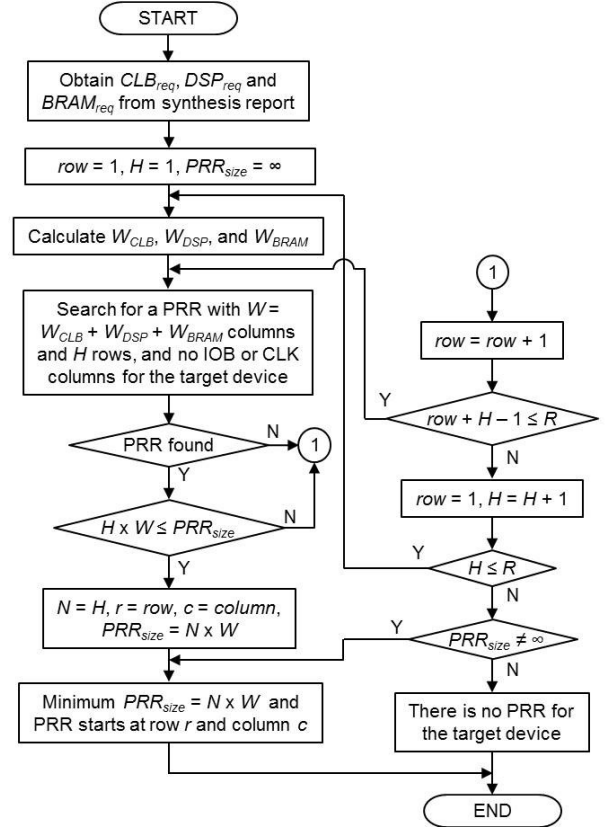 START
Obtain CLBreq, DSPreq and
BRAMreq from synthesis report
row = 1, H = 1, PRRsize = ∞
Calculate WCLB, WDSP, and WBRAM
Search for a PRR with W =
WCLB + WDSP + WBRAM columns
and H rows, and no IOB or CLK
columns for the target device
PRR found
N
1
Y
H x W ≤ PRRsize
N
Y
N = H, r = row, c = column,
PRRsize = N x W
Minimum PRRsize = N x W and
PRR starts at row r and column c
1
row = row + 1
Y
row + H – 1 ≤ R
N
row = 1, H = H + 1
Y
H ≤ R
N
Y
PRRsize ≠ ∞
N
There is no PRR for
the target device
END